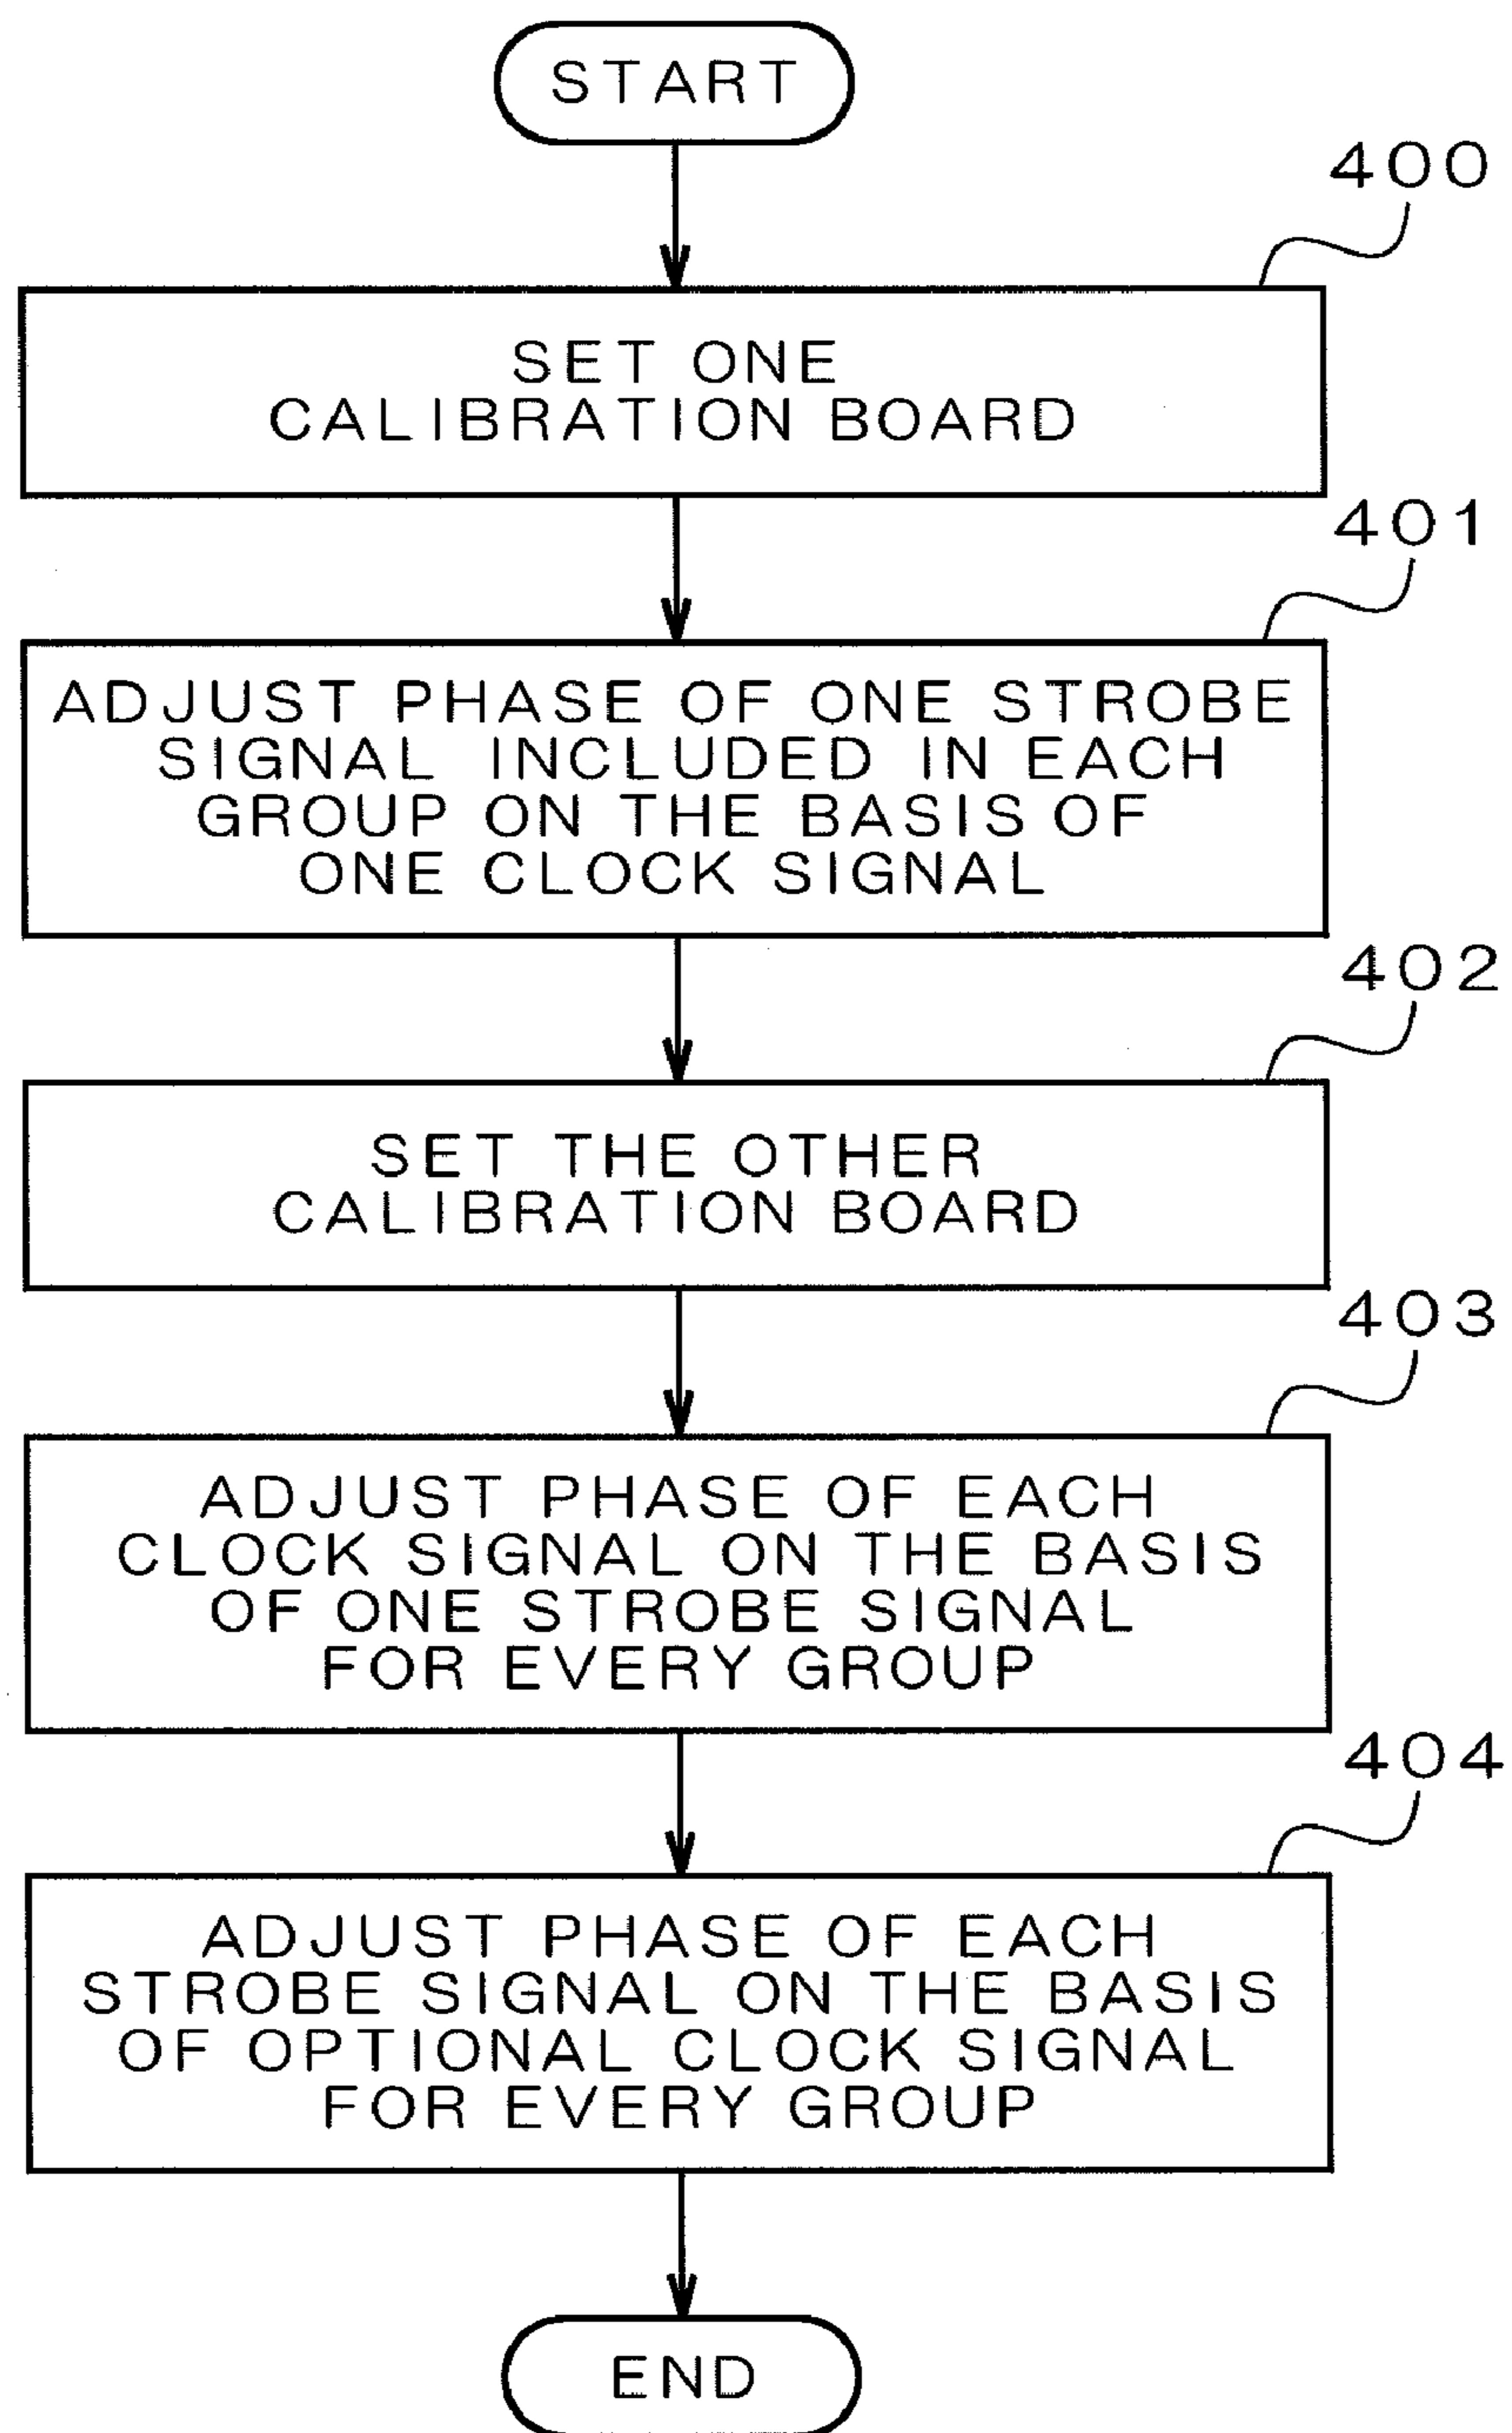 START
400
SET ONE
CALIBRATION BOARD
401
ADJUST PHASE OF ONE STROBE
SIGNAL INCLUDED IN EACH
GROUP ON THE BASIS OF
ONE CLOCK SIGNAL
402
SET THE OTHER
CALIBRATION BOARD
403
ADJUST PHASE OF EACH
CLOCK SIGNAL ON THE BASIS
OF ONE STROBE SIGNAL
FOR EVERY GROUP
404
ADJUST PHASE OF EACH
STROBE SIGNAL ON THE BASIS
OF OPTIONAL CLOCK SIGNAL
FOR EVERY GROUP
END